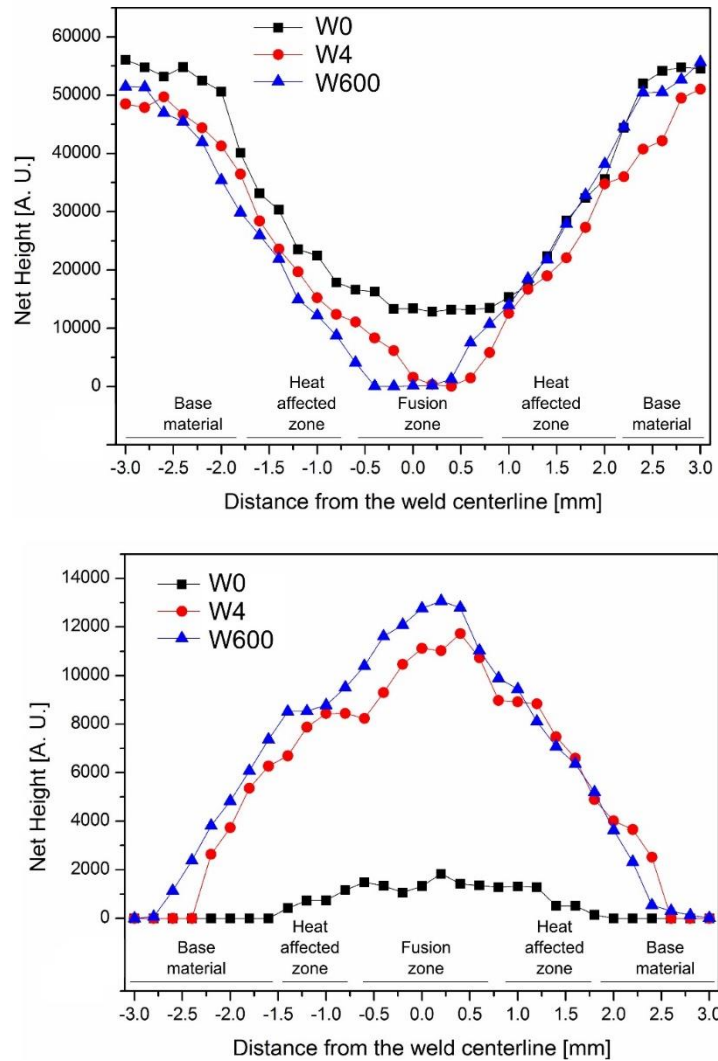 W0
W4
W600
60000
50000
40000
30000
20000
10000
0
Net Height [A. U.]
Base
material
Heat
affected
zone
Fusion
zone
Heat
affected
zone
Base
material
-3.0 -2.5 -2.0 -1.5 -1.0 -0.5 0.0 0.5 1.0 1.5 2.0 2.5 3.0
Distance from the weld centerline [mm]
W0
W4
W600
14000
12000
10000
8000
6000
4000
2000
0
Net Height [A. U.]
Base
material
Heat
affected
zone
Fusion
zone
Heat
affected
zone
Base
material
-3.0 -2.5 -2.0 -1.5 -1.0 -0.5 0.0 0.5 1.0 1.5 2.0 2.5 3.0
Distance from the weld centerline [mm]